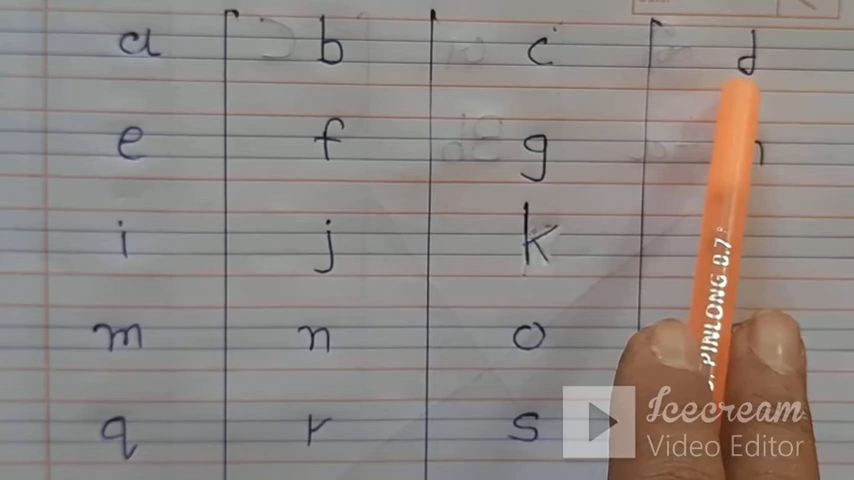 a b c d
e f g
i j k
m n o
q r s
PINLONG 0.7
Icecream
Video Editor